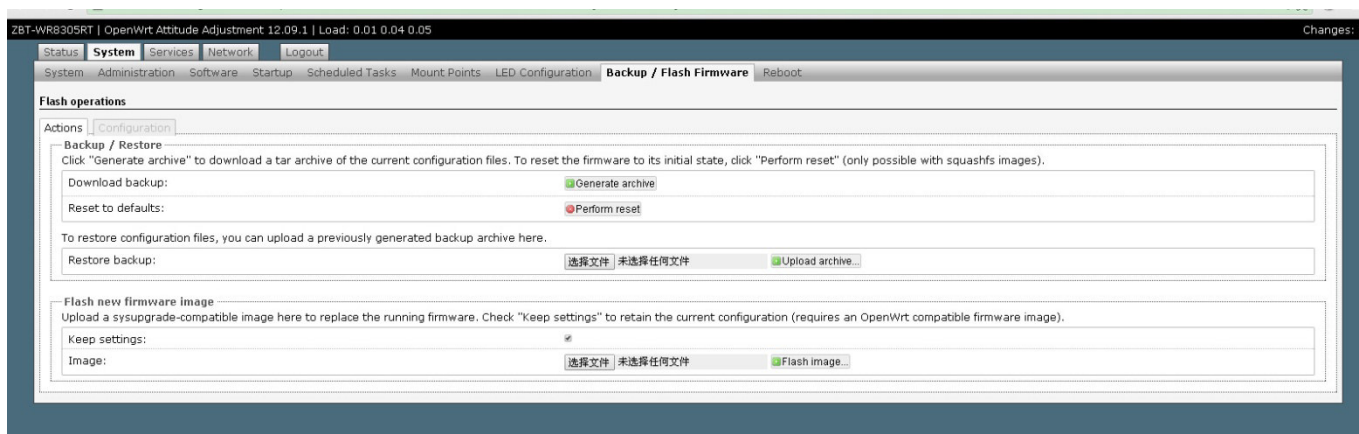 ZBT-WR8305RT | OpenWrt Attitude Adjustment 12.09.1 | Load: 0.01 0.04 0.05 Changes:
Status System Services Network Logout
System Administration Software Startup Scheduled Tasks Mount Points LED Configuration Backup / Flash Firmware Reboot
Flash operations
Actions Configuration
Backup / Restore
Click "Generate archive" to download a tar archive of the current configuration files. To reset the firmware to its initial state, click "Perform reset" (only possible with squashfs images).
Download backup: Generate archive
Reset to defaults: Perform reset
To restore configuration files, you can upload a previously generated backup archive here.
Restore backup: 选择文件 未选择任何文件 Upload archive...
Flash new firmware image
Upload a sysupgrade-compatible image here to replace the running firmware. Check "Keep settings" to retain the current configuration (requires an OpenWrt compatible firmware image).
Keep settings:
Image: 选择文件 未选择任何文件 Flash image...